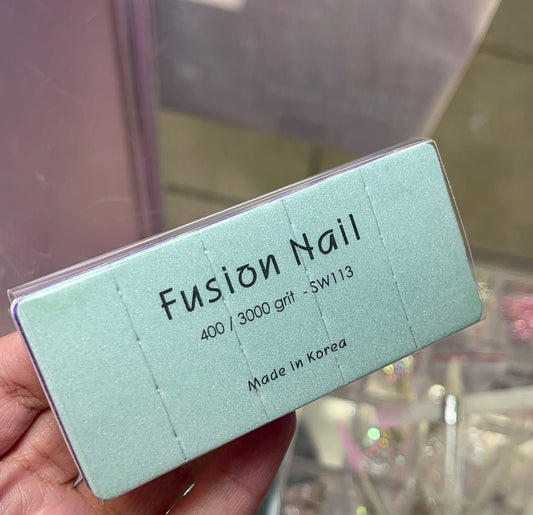 Fusion Nail
400 / 3000 grit - SW113
Made in Korea